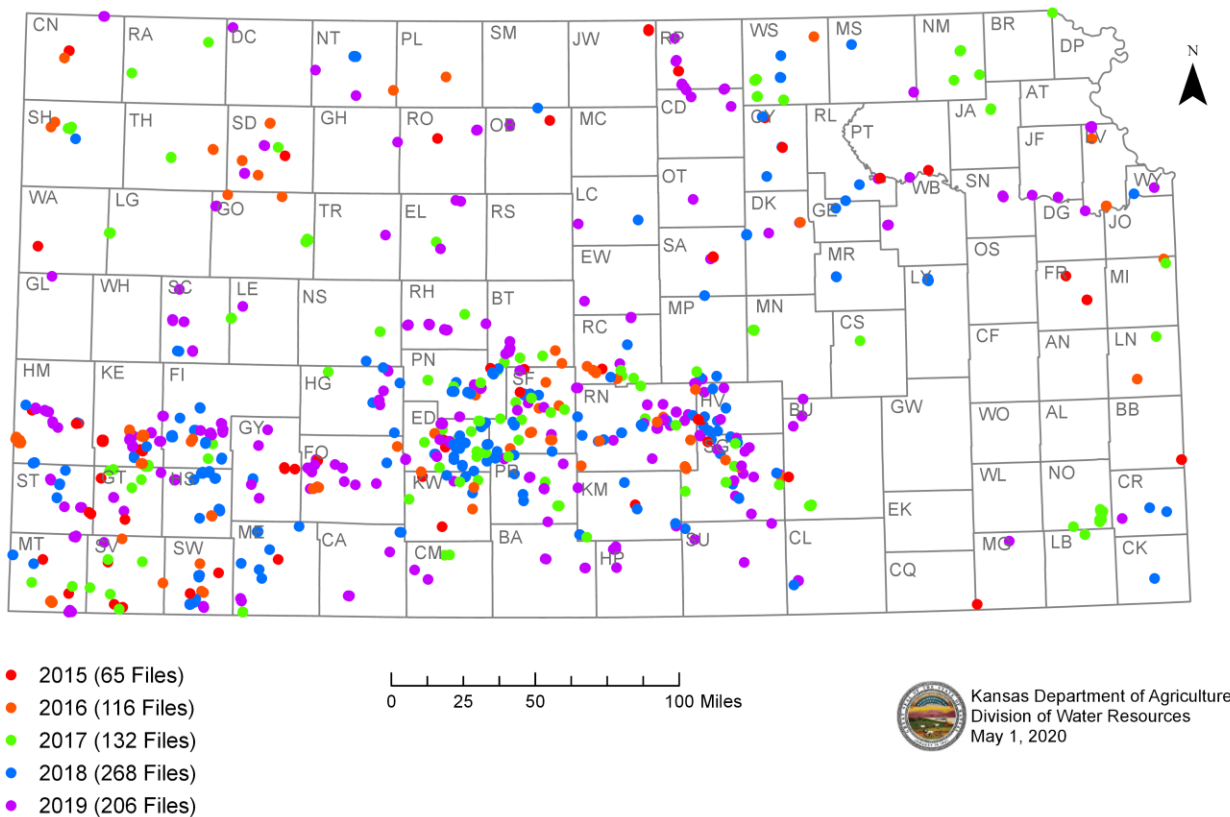 CN
RA
DC
NT
PL
SM
JW
RP
WS
MS
NM
BR
DP
N
SH
TH
SD
GH
RO
OB
MC
CD
CY
RL
PT
JA
AT
JF
LV
WY
WA
LG
GO
TR
EL
RS
LC
OT
DK
GE
WB
SN
DG
JO
GL
WH
SC
LE
NS
RH
BT
EW
SA
MR
LY
OS
FR
MI
HM
KE
FI
HG
PN
SF
RC
MP
MN
CS
CF
AN
LN
ST
GT
HS
GY
FO
ED
KW
PR
RN
HV
SG
BU
GW
WO
AL
BB
MT
SV
SW
ME
CA
CM
BA
KM
HP
SU
CL
EK
CQ
WL
NO
CR
MG
LB
CK
2015 (65 Files)
2016 (116 Files)
2017 (132 Files)
2018 (268 Files)
2019 (206 Files)
0 25 50 100 Miles
Kansas Department of Agriculture
Division of Water Resources
May 1, 2020